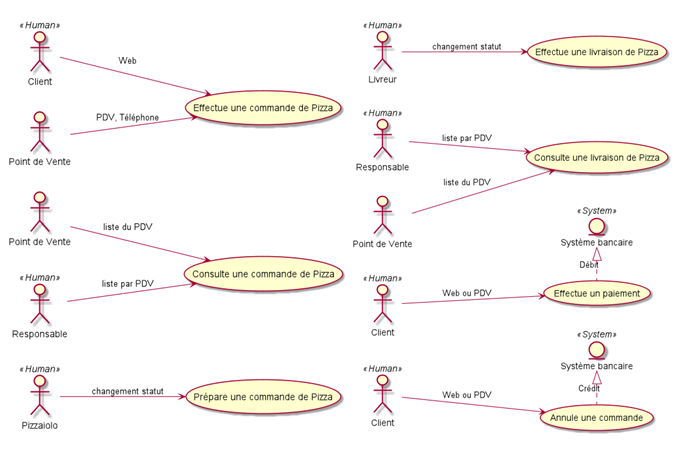 «Human»
Client
Web
Effectue une commande de Pizza
PDV, Téléphone
Point de Vente
Point de Vente
liste du PDV
Consulte une commande de Pizza
«Human»
liste par PDV
Responsable
«Human»
Pizzaiolo
changement statut
Prépare une commande de Pizza
«Human»
Livreur
changement statut
Effectue une livraison de Pizza
«Human»
Responsable
liste par PDV
Consulte une livraison de Pizza
liste du PDV
Point de Vente
«System»
Système bancaire
Débit
«Human»
Client
Web ou PDV
Effectue un paiement
«System»
Système bancaire
Crédit
«Human»
Client
Web ou PDV
Annule une commande